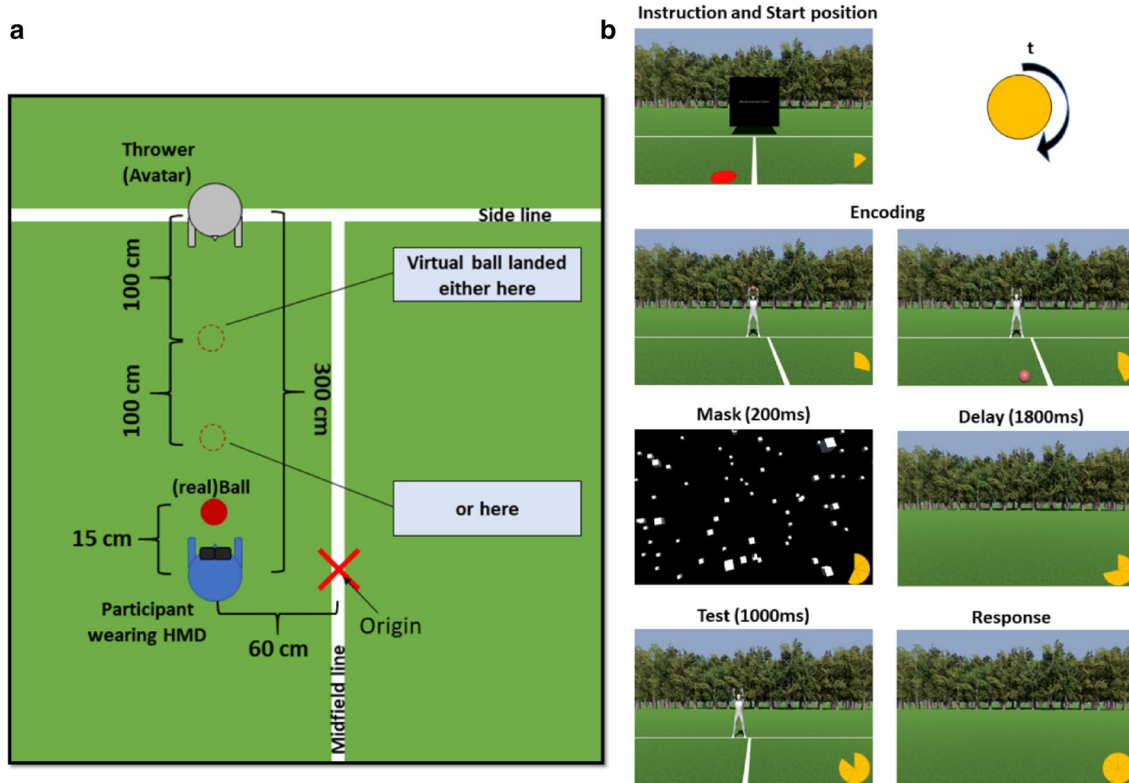 a
Thrower
(Avatar)
Side line
100 cm
Virtual ball landed
either here
300 cm
100 cm
(real)Ball
or here
15 cm
Participant
wearing HMD
60 cm
Origin
Midfield line
b
Instruction and Start position
t
Encoding
Mask (200ms)
Delay (1800ms)
Test (1000ms)
Response